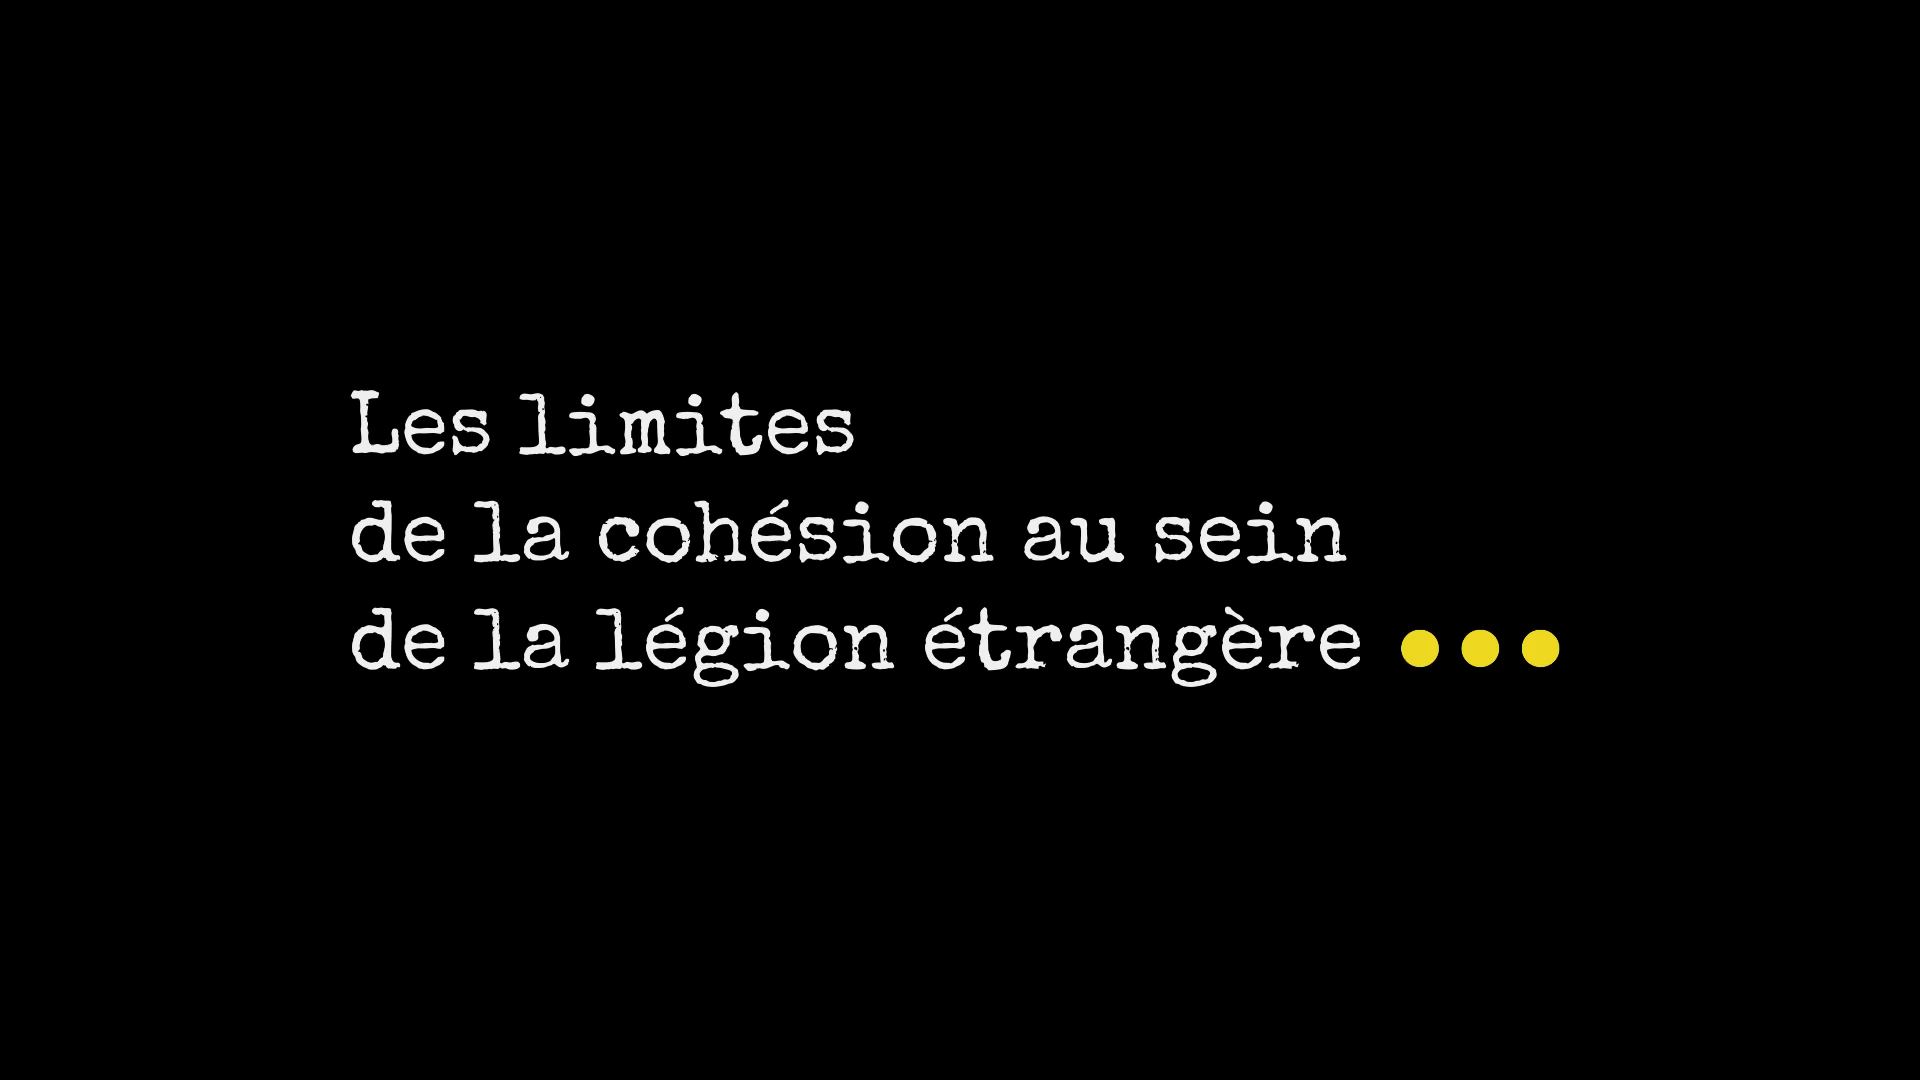 Les limites
de la cohésion au sein
de la légion étrangère ...